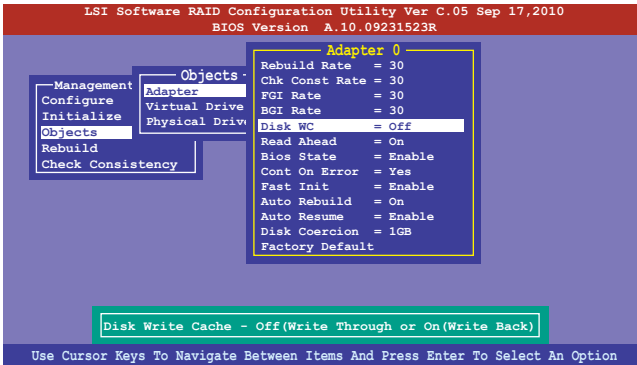 LSI Software RAID Configuration Utility Ver C.05 Sep 17,2010
BIOS Version A.10.09231523R
Management
Configure
Initialize
Objects
Rebuild
Check Consistency
Objects
Adapter
Virtual Drive
Physical Drive
Adapter 0
Rebuild Rate = 30
Chk Const Rate = 30
FGI Rate = 30
BGI Rate = 30
Disk WC = Off
Read Ahead = On
Bios State = Enable
Cont On Error = Yes
Fast Init = Enable
Auto Rebuild = On
Auto Resume = Enable
Disk Coercion = 1GB
Factory Default
Disk Write Cache - Off(Write Through or On(Write Back)
Use Cursor Keys To Navigate Between Items And Press Enter To Select An Option